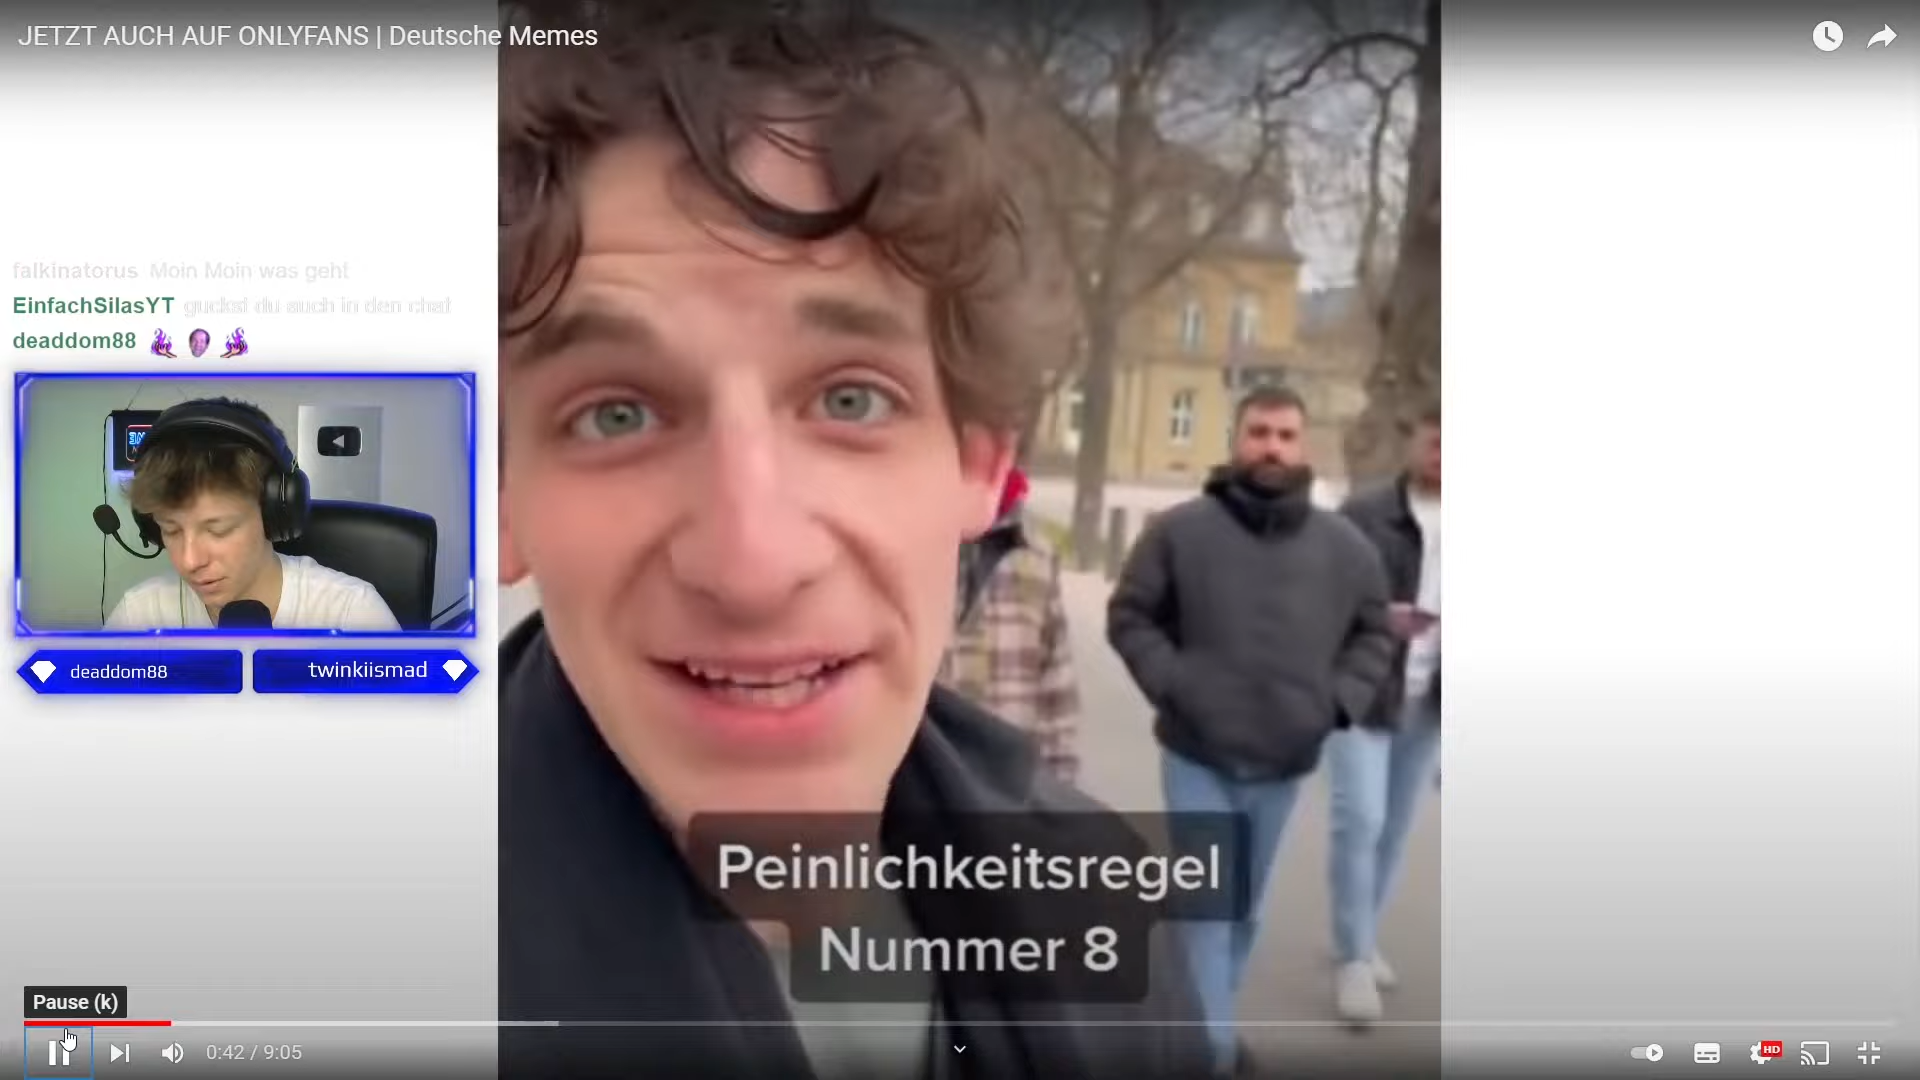 JETZT AUCH AUF ONLYFANS | Deutsche Memes
falkinatorus Moin Moin was geht
EinfachSilasYT guckst du auch in den chat
deaddom88
deaddom88
twinkiismad
Peinlichkeitsregel
Nummer 8
Pause (k)
0:42 / 9:05
HD